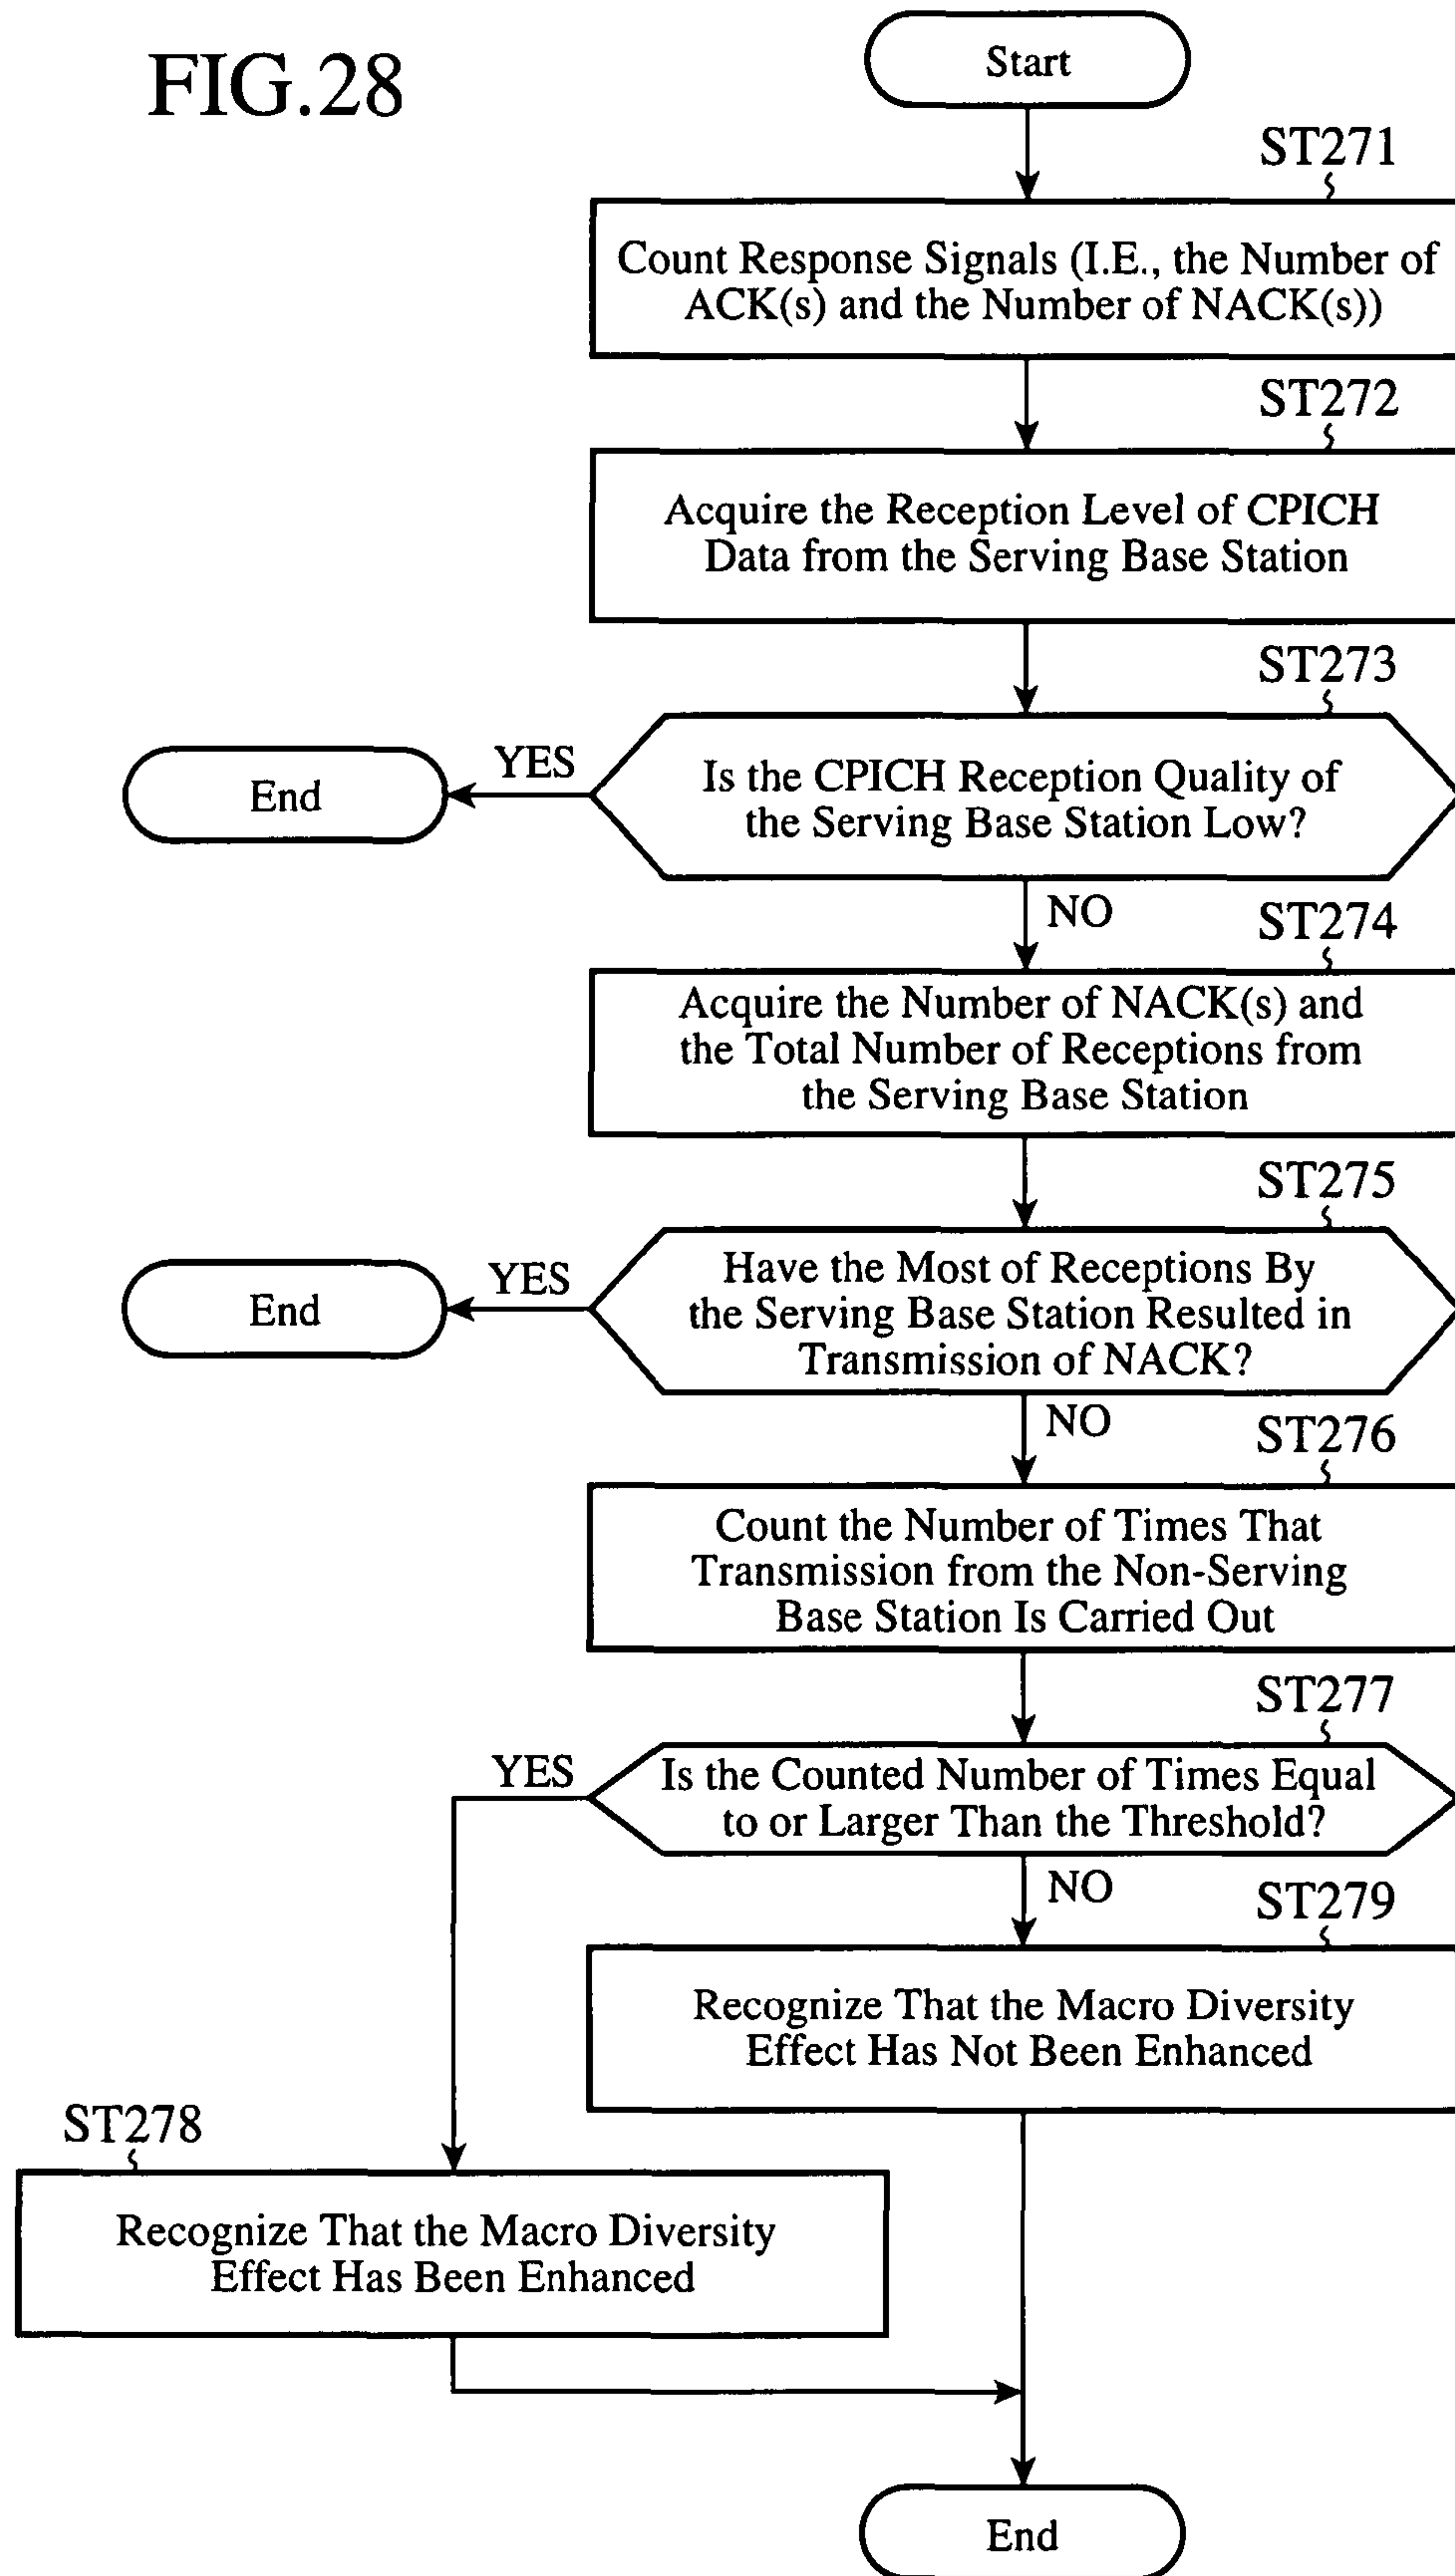 FIG.28
Start
ST271
Count Response Signals (I.E., the Number of
ACK(s) and the Number of NACK(s))
ST272
Acquire the Reception Level of CPICH
Data from the Serving Base Station
ST273
Is the CPICH Reception Quality of
the Serving Base Station Low?
YES
End
NO
ST274
Acquire the Number of NACK(s) and
the Total Number of Receptions from
the Serving Base Station
ST275
Have the Most of Receptions By
the Serving Base Station Resulted in
Transmission of NACK?
YES
End
NO
ST276
Count the Number of Times That
Transmission from the Non-Serving
Base Station Is Carried Out
ST277
Is the Counted Number of Times Equal
to or Larger Than the Threshold?
YES
NO
ST279
Recognize That the Macro Diversity
Effect Has Not Been Enhanced
ST278
Recognize That the Macro Diversity
Effect Has Been Enhanced
End